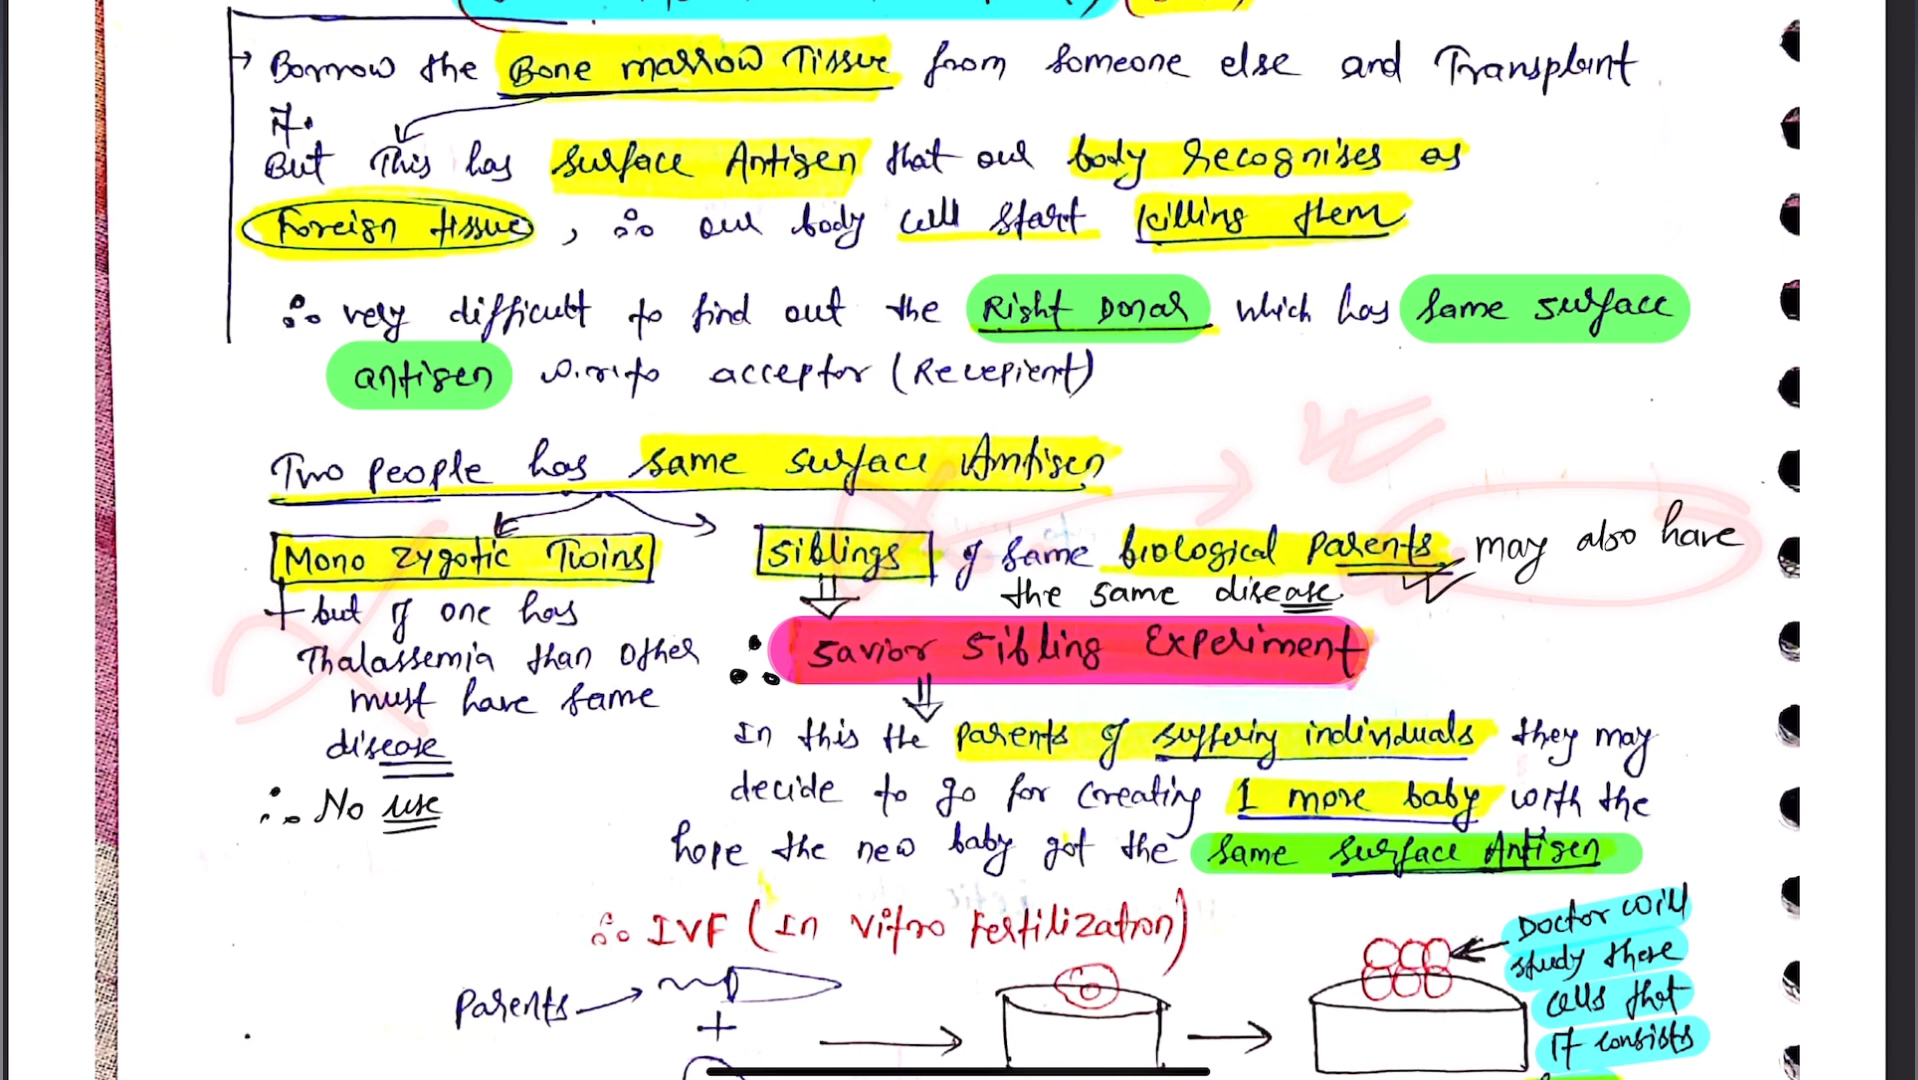 → Borrow the Bone marrow Tissue from someone else and Transplant
it.
But This has surface Antigen that our body recognises as
Foreign tissue, ∴ our body cell start killing them
∴ very difficult to find out the Right Donar which has same surface
antigen w.r.to acceptor (Recepient)
Two people has same surface Antigen
Mono zygotic Twins
but if one has
Thalassemia than other
must have same
disease
∴ No use
Siblings of same biological parents may also have
the same disease
∴ Savior Sibling Experiment
In this the parents of suffering individuals they may
decide to go for creating 1 more baby with the
hope the new baby got the same surface Antigen
∴ IVF (In Vitro Fertilization)
Parents →
+
Doctor will
study there
cells that
it consists